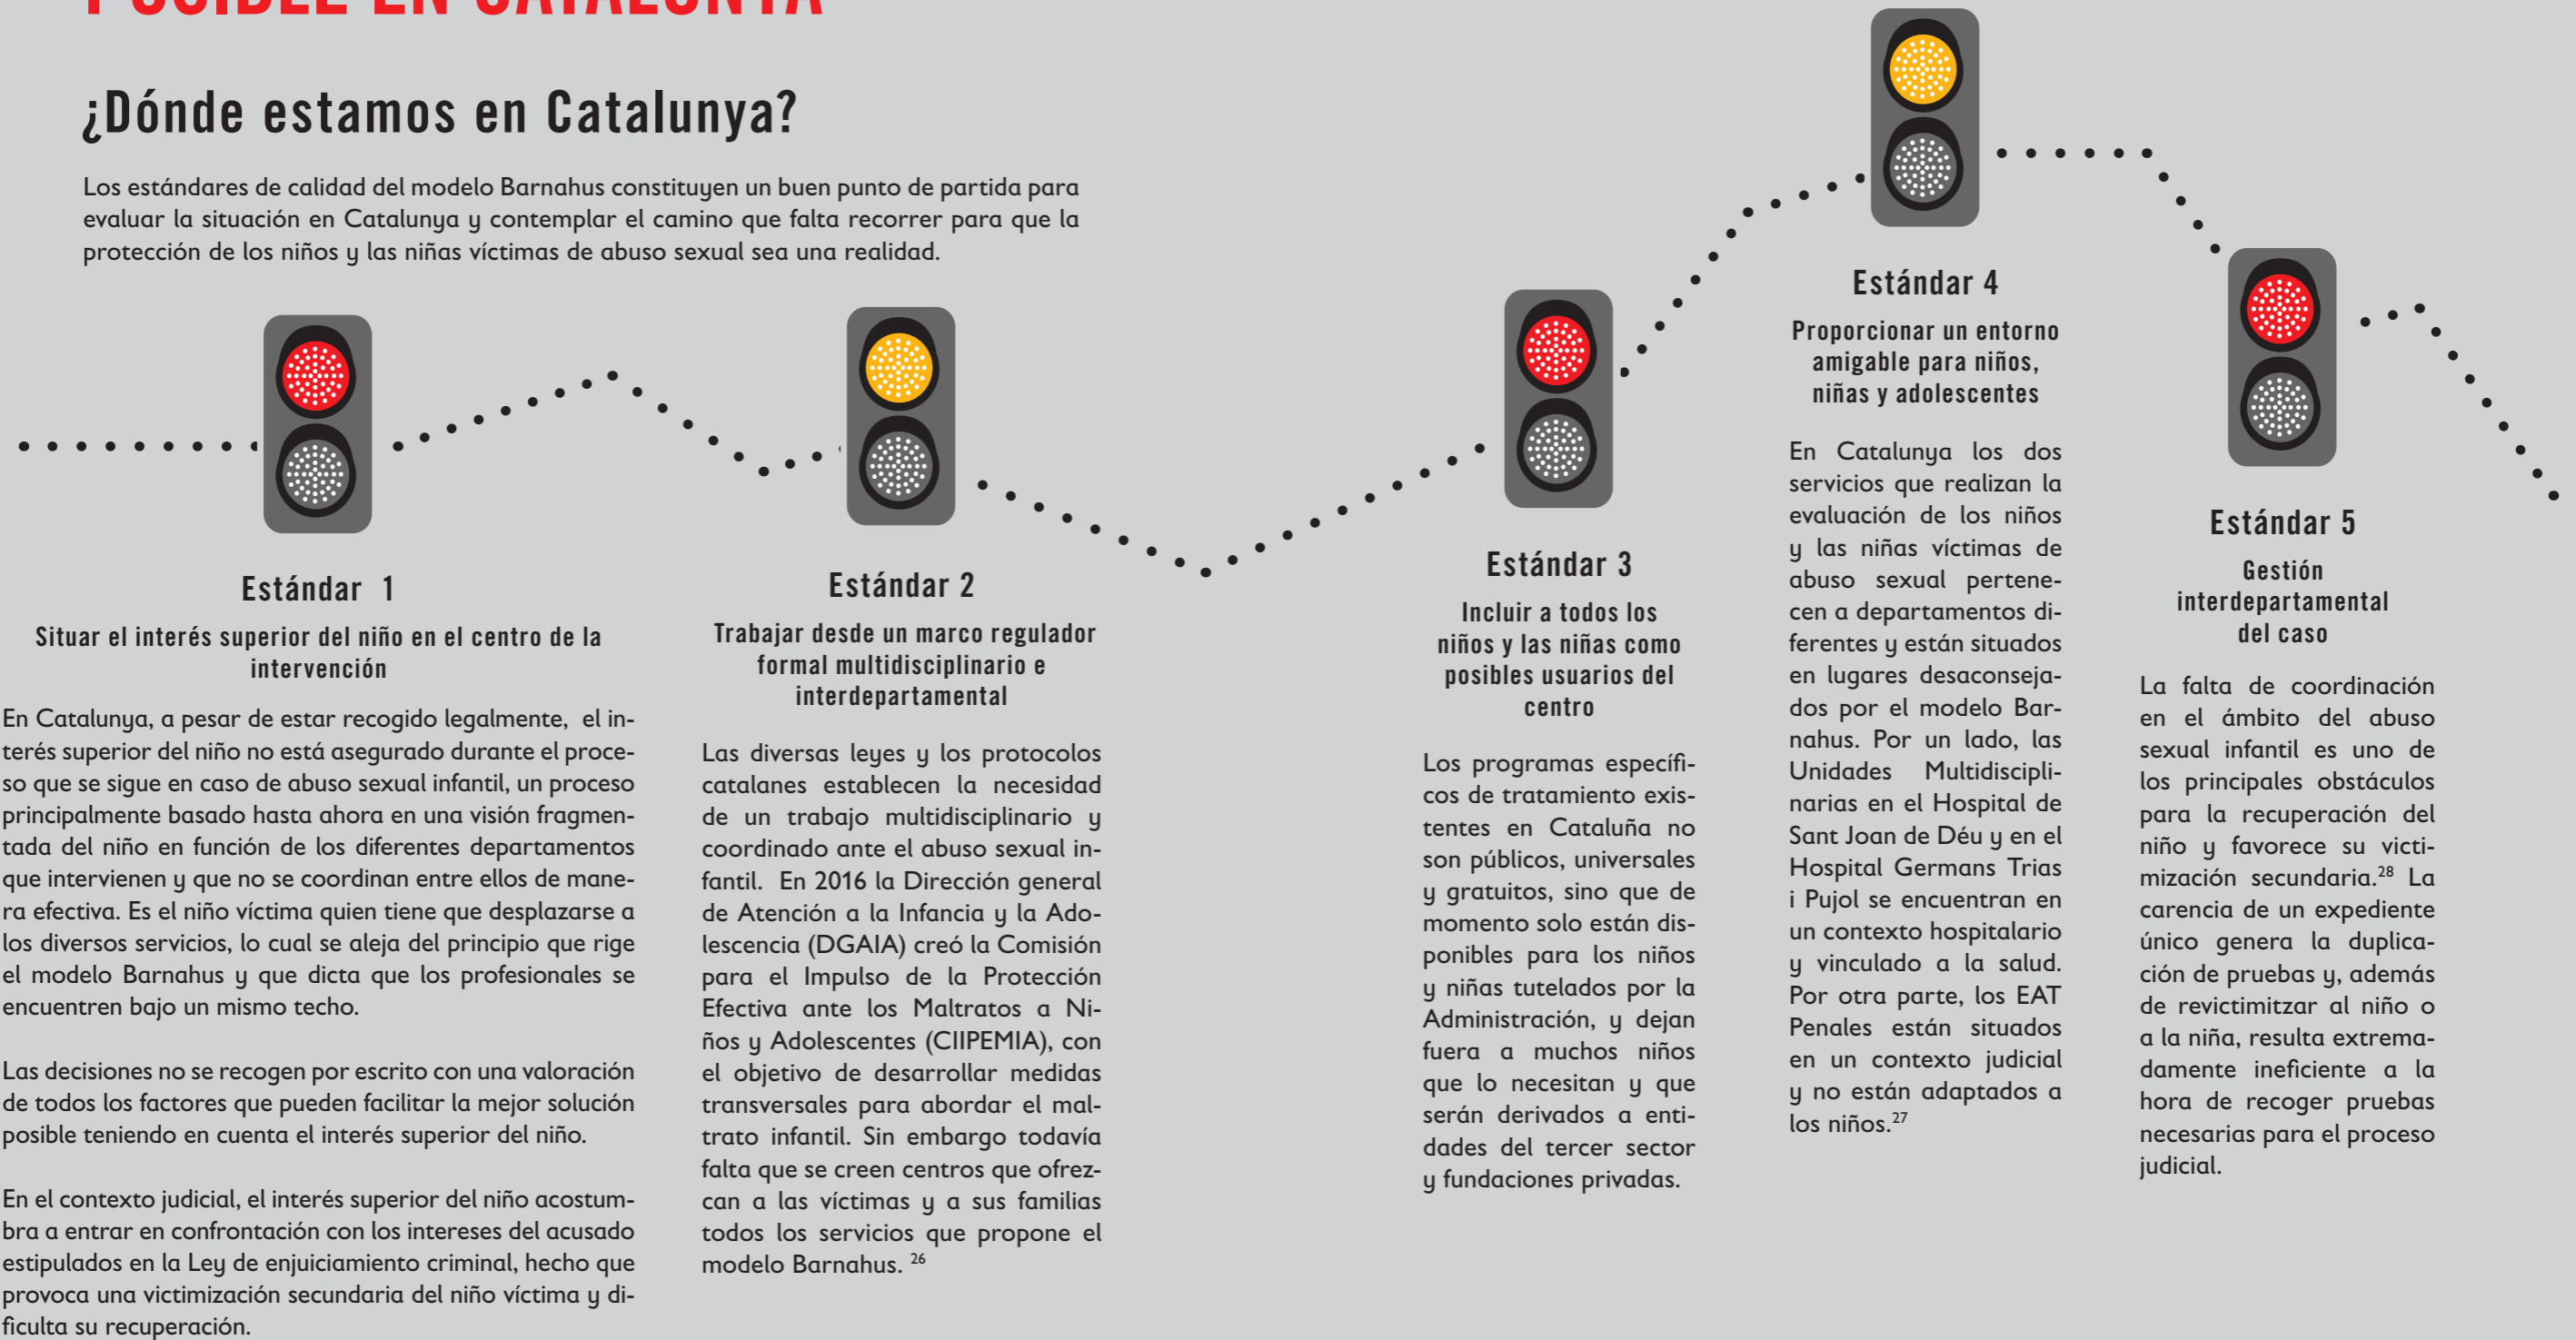 POSIBLE EN CATALUNYA
¿Dónde estamos en Catalunya?
Los estándares de calidad del modelo Barnahus constituyen un buen punto de partida para
evaluar la situación en Catalunya y contemplar el camino que falta recorrer para que la
protección de los niños y las niñas víctimas de abuso sexual sea una realidad.
Estándar 1
Situar el interés superior del niño en el centro de la
intervención
En Catalunya, a pesar de estar recogido legalmente, el in-
terés superior del niño no está asegurado durante el proce-
so que se sigue en caso de abuso sexual infantil, un proceso
principalmente basado hasta ahora en una visión fragmen-
tada del niño en función de los diferentes departamentos
que intervienen y que no se coordinan entre ellos de mane-
ra efectiva. Es el niño víctima quien tiene que desplazarse a
los diversos servicios, lo cual se aleja del principio que rige
el modelo Barnahus y que dicta que los profesionales se
encuentren bajo un mismo techo.
Las decisiones no se recogen por escrito con una valoración
de todos los factores que pueden facilitar la mejor solución
posible teniendo en cuenta el interés superior del niño.
En el contexto judicial, el interés superior del niño acostum-
bra a entrar en confrontación con los intereses del acusado
estipulados en la Ley de enjuiciamiento criminal, hecho que
provoca una victimización secundaria del niño víctima y di-
ficulta su recuperación.
Estándar 2
Trabajar desde un marco regulador
formal multidisciplinario e
interdepartamental
Las diversas leyes y los protocolos
catalanes establecen la necesidad
de un trabajo multidisciplinario y
coordinado ante el abuso sexual in-
fantil. En 2016 la Dirección general
de Atención a la Infancia y la Ado-
lescencia (DGAIA) creó la Comisión
para el Impulso de la Protección
Efectiva ante los Maltratos a Ni-
ños y Adolescentes (CIIPEMIA), con
el objetivo de desarrollar medidas
transversales para abordar el mal-
trato infantil. Sin embargo todavía
falta que se creen centros que ofrez-
can a las víctimas y a sus familias
todos los servicios que propone el
modelo Barnahus. 26
Estándar 3
Incluir a todos los
niños y las niñas como
posibles usuarios del
centro
Los programas específi-
cos de tratamiento exis-
tentes en Cataluña no
son públicos, universales
y gratuitos, sino que de
momento solo están dis-
ponibles para los niños
y niñas tutelados por la
Administración, y dejan
fuera a muchos niños
que lo necesitan y que
serán derivados a enti-
dades del tercer sector
y fundaciones privadas.
Estándar 4
Proporcionar un entorno
amigable para niños,
niñas y adolescentes
En Catalunya los dos
servicios que realizan la
evaluación de los niños
y las niñas víctimas de
abuso sexual pertene-
cen a departamentos di-
ferentes y están situados
en lugares desaconseja-
dos por el modelo Bar-
nahus. Por un lado, las
Unidades Multidiscipli-
narias en el Hospital de
Sant Joan de Déu y en el
Hospital Germans Trias
i Pujol se encuentran en
un contexto hospitalario
y vinculado a la salud.
Por otra parte, los EAT
Penales están situados
en un contexto judicial
y no están adaptados a
los niños.27
Estándar 5
Gestión
interdepartamental
del caso
La falta de coordinación
en el ámbito del abuso
sexual infantil es uno de
los principales obstáculos
para la recuperación del
niño y favorece su victi-
mización secundaria.28 La
carencia de un expediente
único genera la duplica-
ción de pruebas y, además
de revictimitzar al niño o
a la niña, resulta extrema-
damente ineficiente a la
hora de recoger pruebas
necesarias para el proceso
judicial.